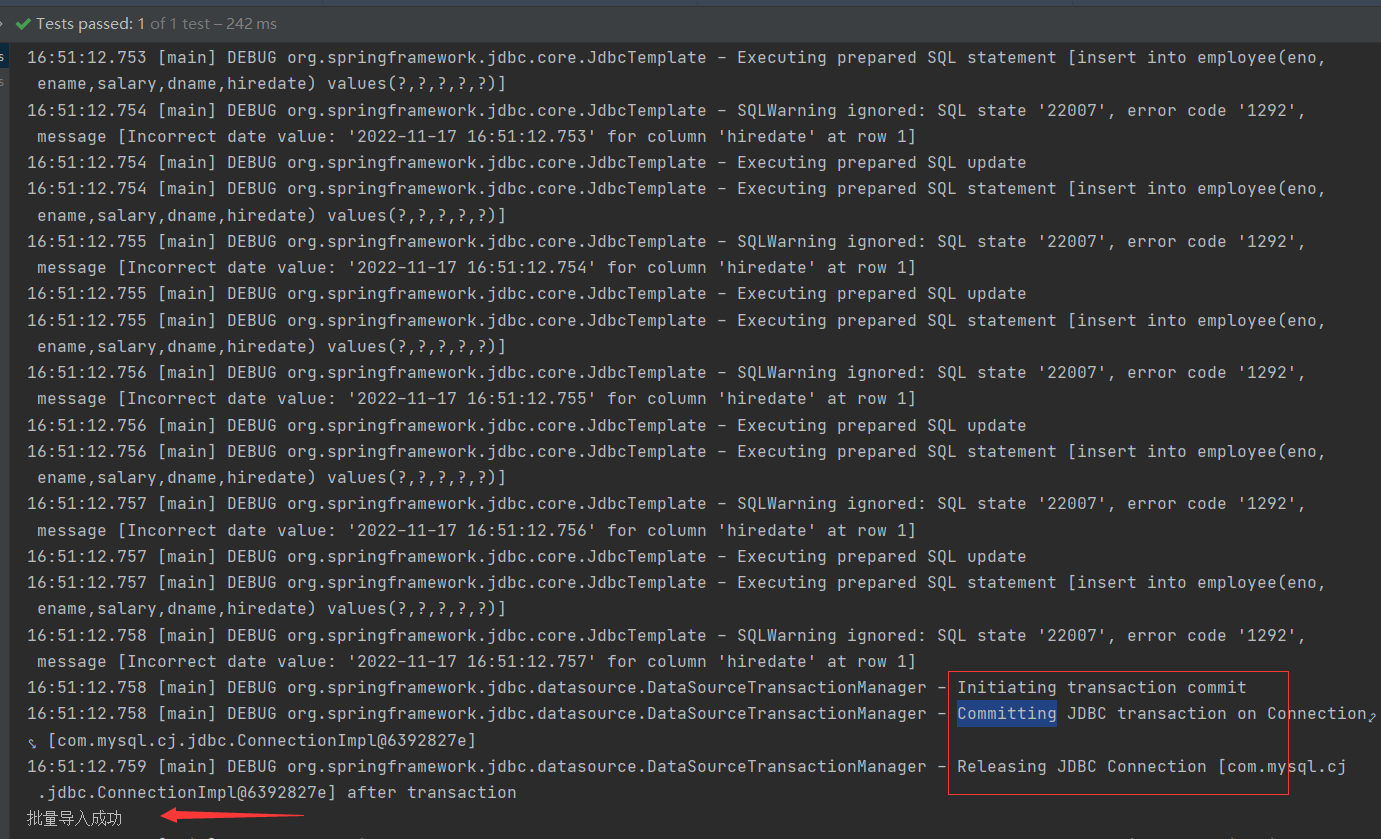 Tests passed: 1 of 1 test – 242 ms
16:51:12.753 [main] DEBUG org.springframework.jdbc.core.JdbcTemplate - Executing prepared SQL statement [insert into employee(eno,
ename,salary,dname,hiredate) values(?,?,?,?,?)]
16:51:12.754 [main] DEBUG org.springframework.jdbc.core.JdbcTemplate - SQLWarning ignored: SQL state '22007', error code '1292',
message [Incorrect date value: '2022-11-17 16:51:12.753' for column 'hiredate' at row 1]
16:51:12.754 [main] DEBUG org.springframework.jdbc.core.JdbcTemplate - Executing prepared SQL update
16:51:12.754 [main] DEBUG org.springframework.jdbc.core.JdbcTemplate - Executing prepared SQL statement [insert into employee(eno,
ename,salary,dname,hiredate) values(?,?,?,?,?)]
16:51:12.755 [main] DEBUG org.springframework.jdbc.core.JdbcTemplate - SQLWarning ignored: SQL state '22007', error code '1292',
message [Incorrect date value: '2022-11-17 16:51:12.754' for column 'hiredate' at row 1]
16:51:12.755 [main] DEBUG org.springframework.jdbc.core.JdbcTemplate - Executing prepared SQL update
16:51:12.755 [main] DEBUG org.springframework.jdbc.core.JdbcTemplate - Executing prepared SQL statement [insert into employee(eno,
ename,salary,dname,hiredate) values(?,?,?,?,?)]
16:51:12.756 [main] DEBUG org.springframework.jdbc.core.JdbcTemplate - SQLWarning ignored: SQL state '22007', error code '1292',
message [Incorrect date value: '2022-11-17 16:51:12.755' for column 'hiredate' at row 1]
16:51:12.756 [main] DEBUG org.springframework.jdbc.core.JdbcTemplate - Executing prepared SQL update
16:51:12.756 [main] DEBUG org.springframework.jdbc.core.JdbcTemplate - Executing prepared SQL statement [insert into employee(eno,
ename,salary,dname,hiredate) values(?,?,?,?,?)]
16:51:12.757 [main] DEBUG org.springframework.jdbc.core.JdbcTemplate - SQLWarning ignored: SQL state '22007', error code '1292',
message [Incorrect date value: '2022-11-17 16:51:12.756' for column 'hiredate' at row 1]
16:51:12.757 [main] DEBUG org.springframework.jdbc.core.JdbcTemplate - Executing prepared SQL update
16:51:12.757 [main] DEBUG org.springframework.jdbc.core.JdbcTemplate - Executing prepared SQL statement [insert into employee(eno,
ename,salary,dname,hiredate) values(?,?,?,?,?)]
16:51:12.758 [main] DEBUG org.springframework.jdbc.core.JdbcTemplate - SQLWarning ignored: SQL state '22007', error code '1292',
message [Incorrect date value: '2022-11-17 16:51:12.757' for column 'hiredate' at row 1]
16:51:12.758 [main] DEBUG org.springframework.jdbc.datasource.DataSourceTransactionManager - Initiating transaction commit
16:51:12.758 [main] DEBUG org.springframework.jdbc.datasource.DataSourceTransactionManager - Committing JDBC transaction on Connection
[com.mysql.cj.jdbc.ConnectionImpl@6392827e]
16:51:12.759 [main] DEBUG org.springframework.jdbc.datasource.DataSourceTransactionManager - Releasing JDBC Connection [com.mysql.cj
.jdbc.ConnectionImpl@6392827e] after transaction
批量导入成功